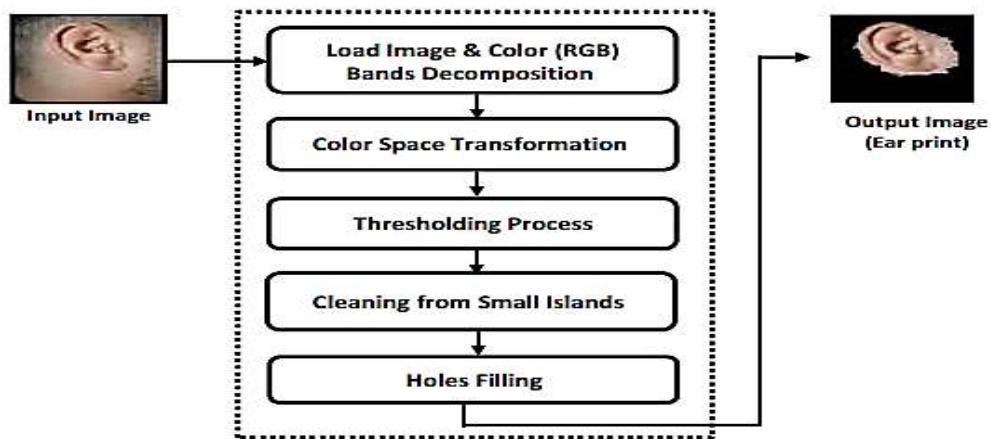 Input Image
Load Image & Color (RGB)
Bands Decomposition
Color Space Transformation
Thresholding Process
Cleaning from Small Islands
Holes Filling
Output Image
(Ear print)